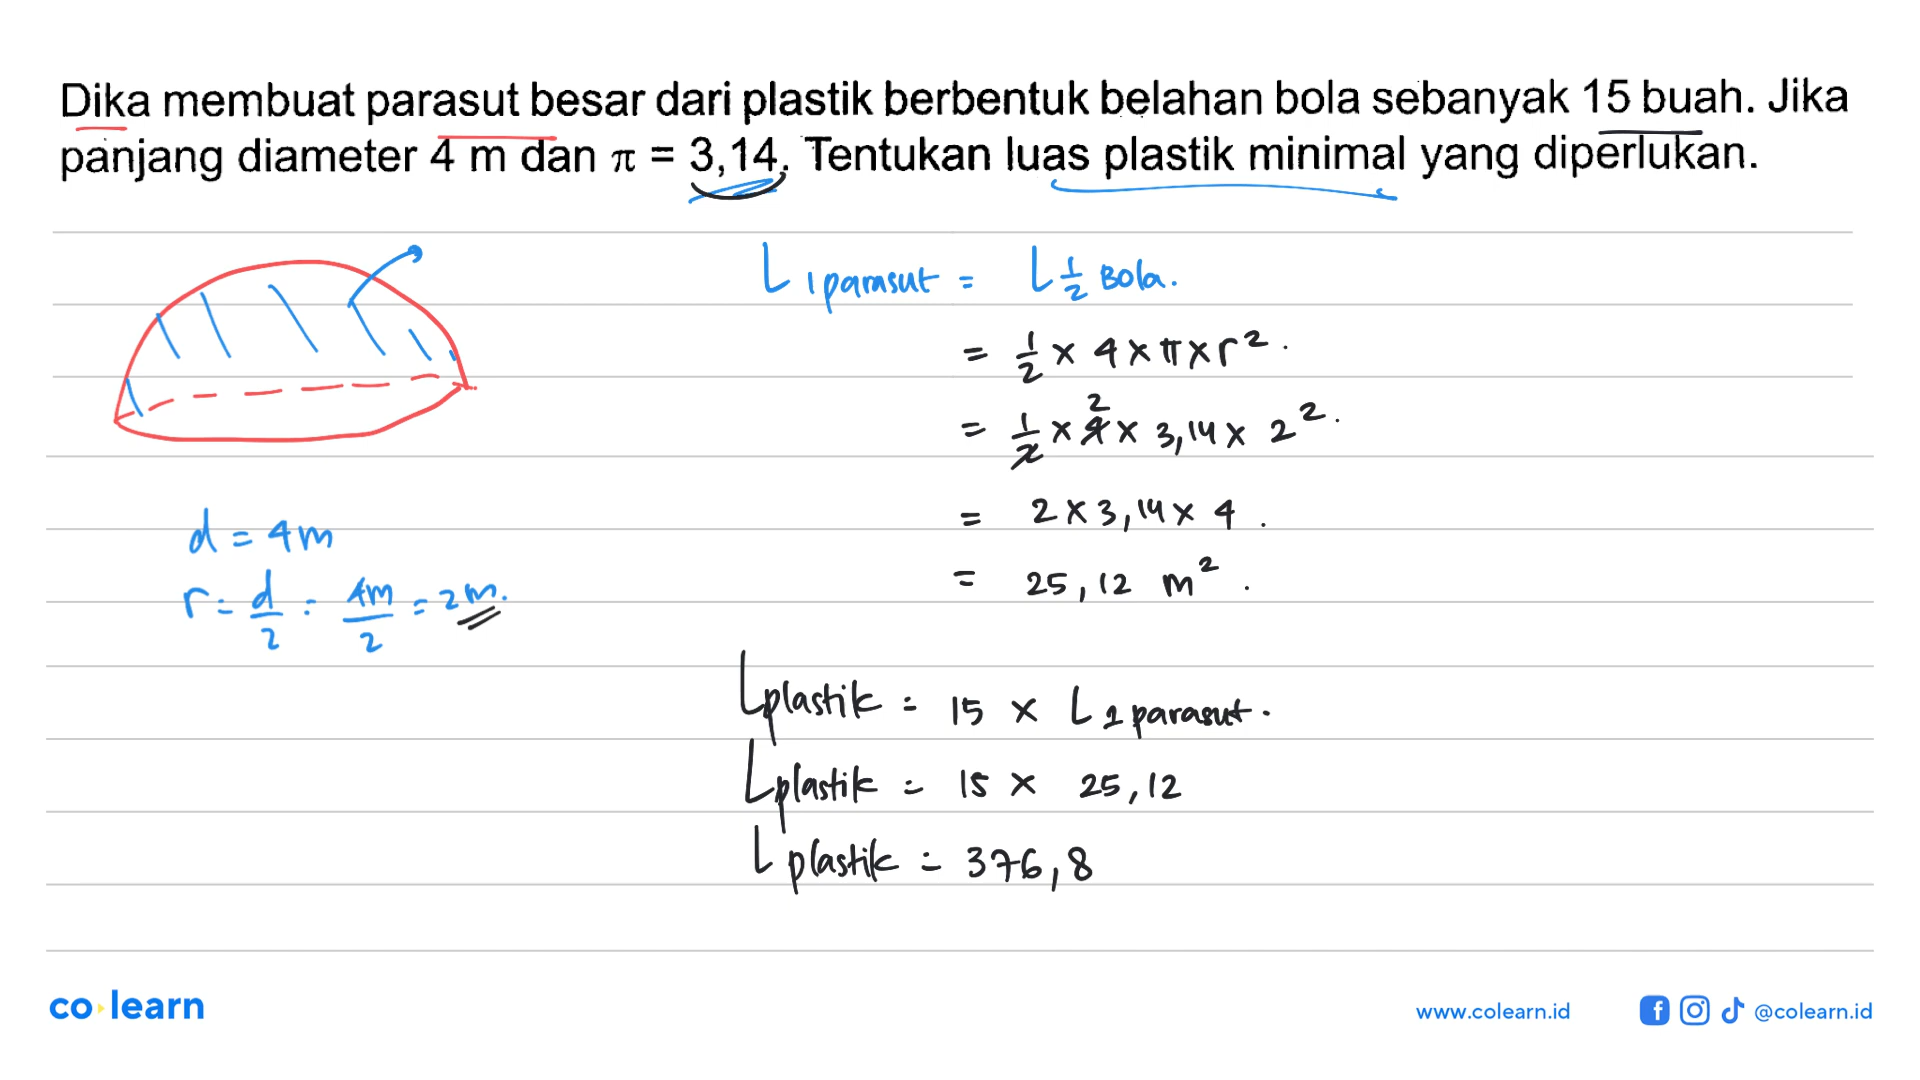 Dika membuat parasut besar dari plastik berbentuk belahan bola sebanyak 15 buah. Jika
panjang diameter 4 m dan π = 3,14. Tentukan luas plastik minimal yang diperlukan.
L 1 parasut = L 1/2 Bola.
= 1/2 × 4 × π × r².
= 1/2 × 4 2 × 3,14 × 2².
= 2 × 3,14 × 4.
= 25,12 m².
d = 4m
r = d/2 = 4m/2 = 2m.
L plastik = 15 × L 1 parasut.
L plastik = 15 × 25,12
L plastik = 376,8
co learn
www.colearn.id
@colearn.id